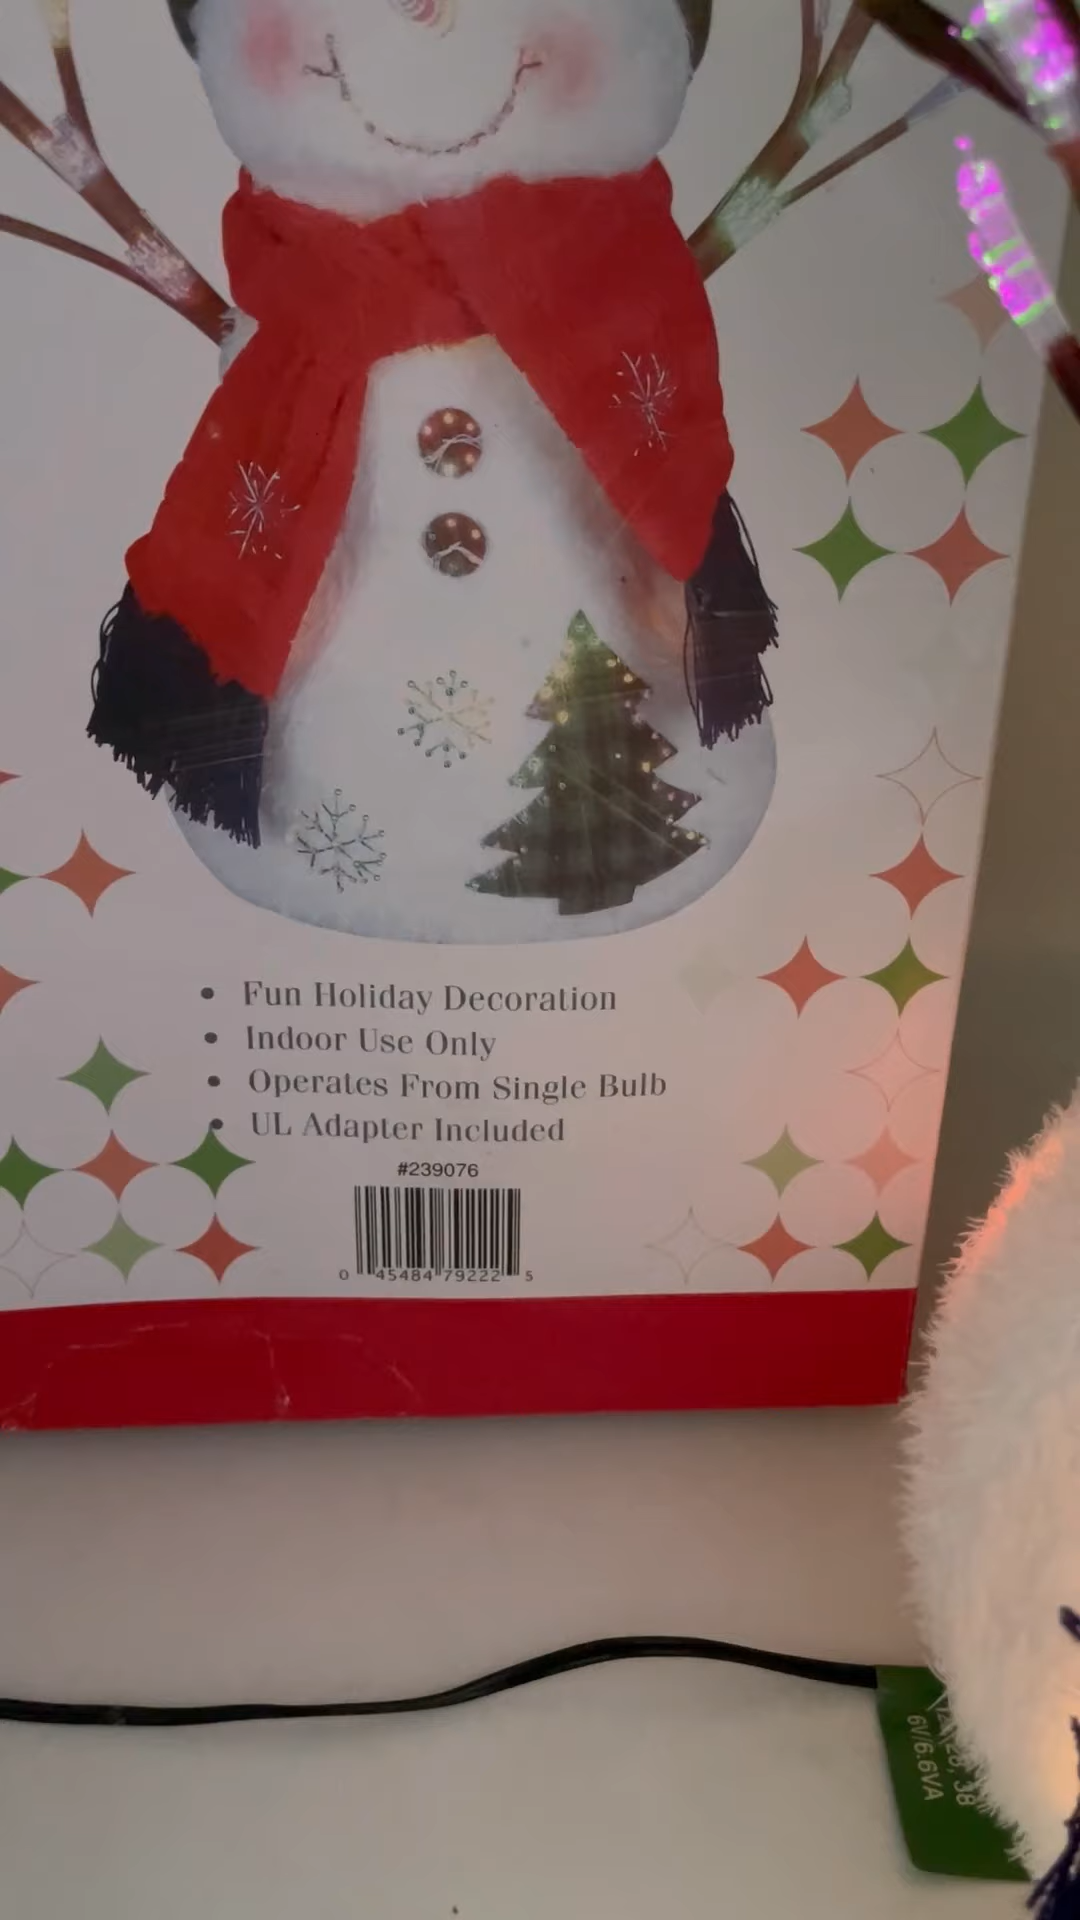 • Fun Holiday Decoration
• Indoor Use Only
• Operates From Single Bulb
• UL Adapter Included
#239076
0 45484 79222 5
6V/6.6VA